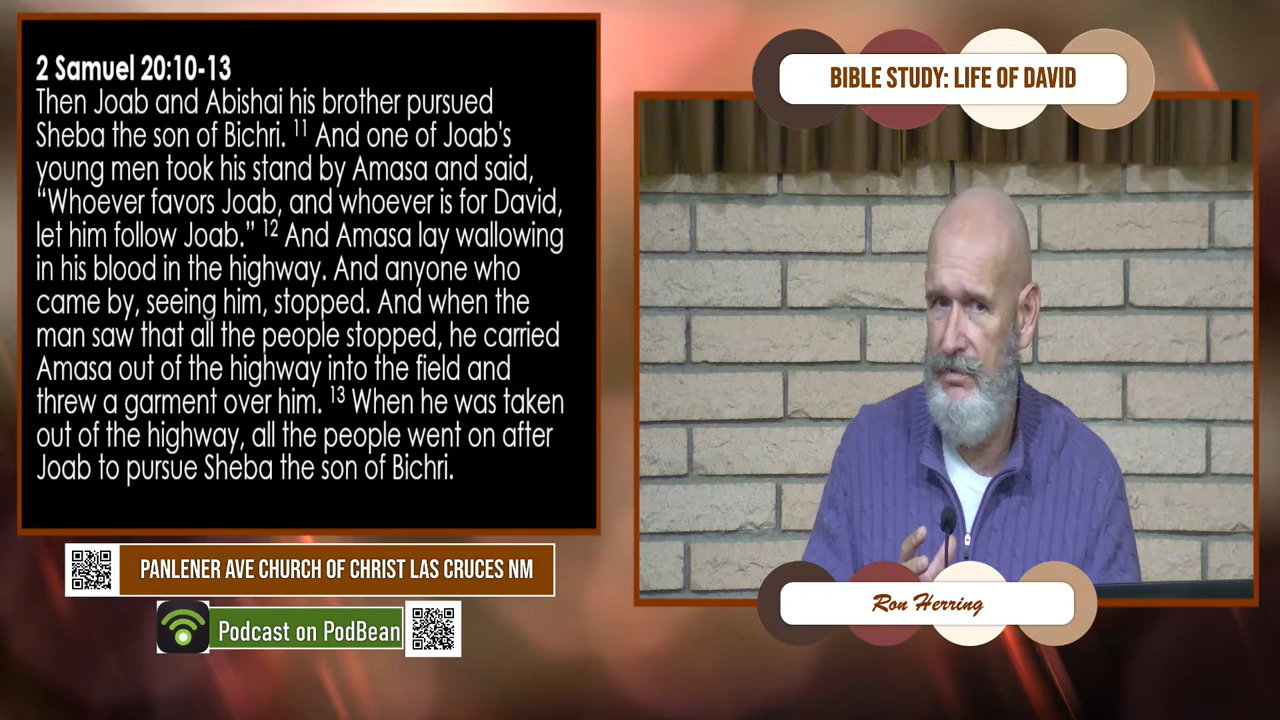 2 Samuel 20:10-13
Then Joab and Abishai his brother pursued
Sheba the son of Bichri. 11 And one of Joab's
young men took his stand by Amasa and said,
“Whoever favors Joab, and whoever is for David,
let him follow Joab.” 12 And Amasa lay wallowing
in his blood in the highway. And anyone who
came by, seeing him, stopped. And when the
man saw that all the people stopped, he carried
Amasa out of the highway into the field and
threw a garment over him. 13 When he was taken
out of the highway, all the people went on after
Joab to pursue Sheba the son of Bichri.
PANLENER AVE CHURCH OF CHRIST LAS CRUCES NM
Podcast on PodBean
BIBLE STUDY: LIFE OF DAVID
Ron Herring